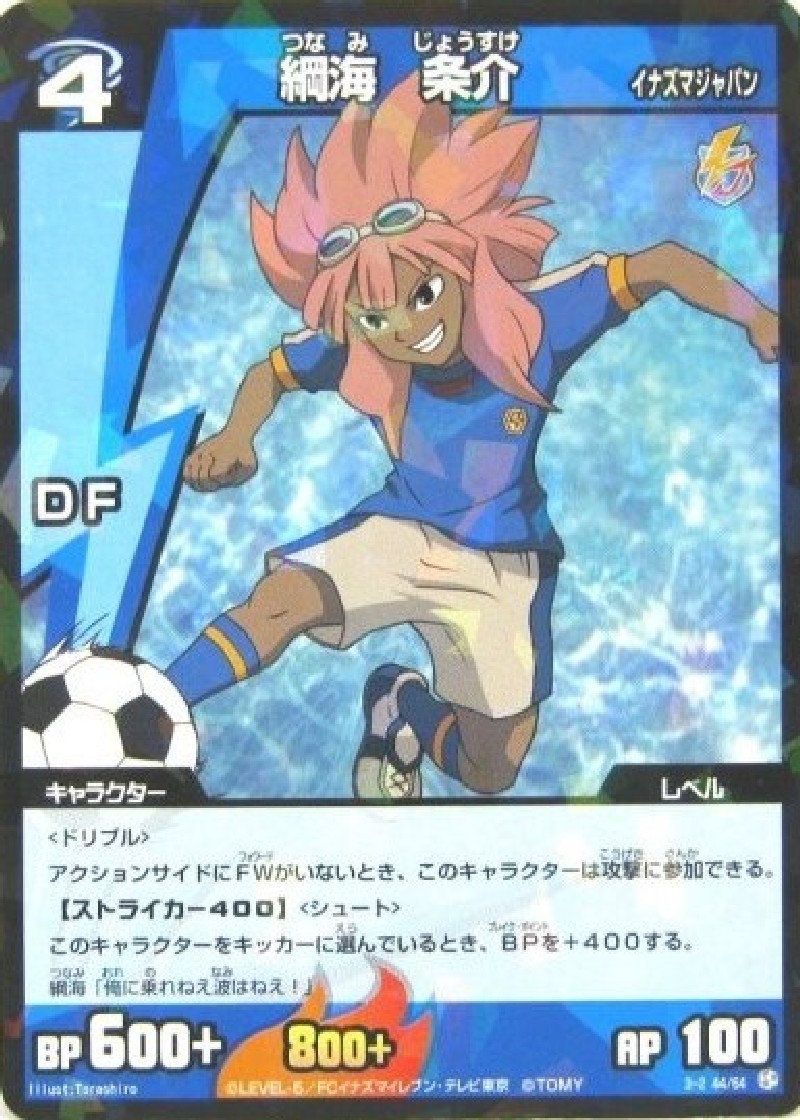 4
つなみ じょうすけ
綱海 条介
イナズマジャパン
DF
キャラクター
レベル
<ドリブル>
アクションサイドにFWがいないとき、このキャラクターは攻撃に参加できる。
【ストライカー400】<シュート>
このキャラクターをキッカーに選んでいるとき、BPを+400する。
綱海「俺に乗れねえ波はねえ!」
BP 600+ 800+ AP 100
Illust:Torashiro ©LEVEL-5/FCイナズマイレブン・テレビ東京 ©TOMY 3-2 64/64